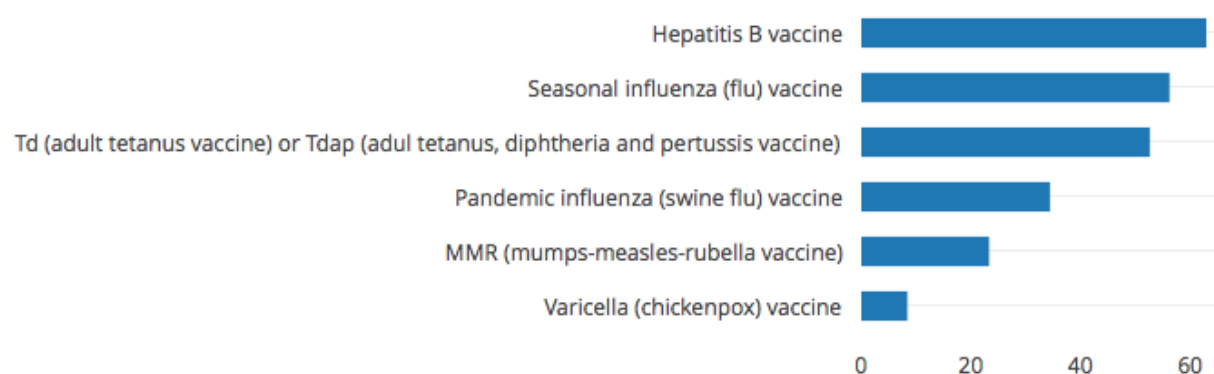 Hepatitis B vaccine
Seasonal influenza (flu) vaccine
Td (adult tetanus vaccine) or Tdap (adul tetanus, diphtheria and pertussis vaccine)
Pandemic influenza (swine flu) vaccine
MMR (mumps-measles-rubella vaccine)
Varicella (chickenpox) vaccine
0 20 40 60